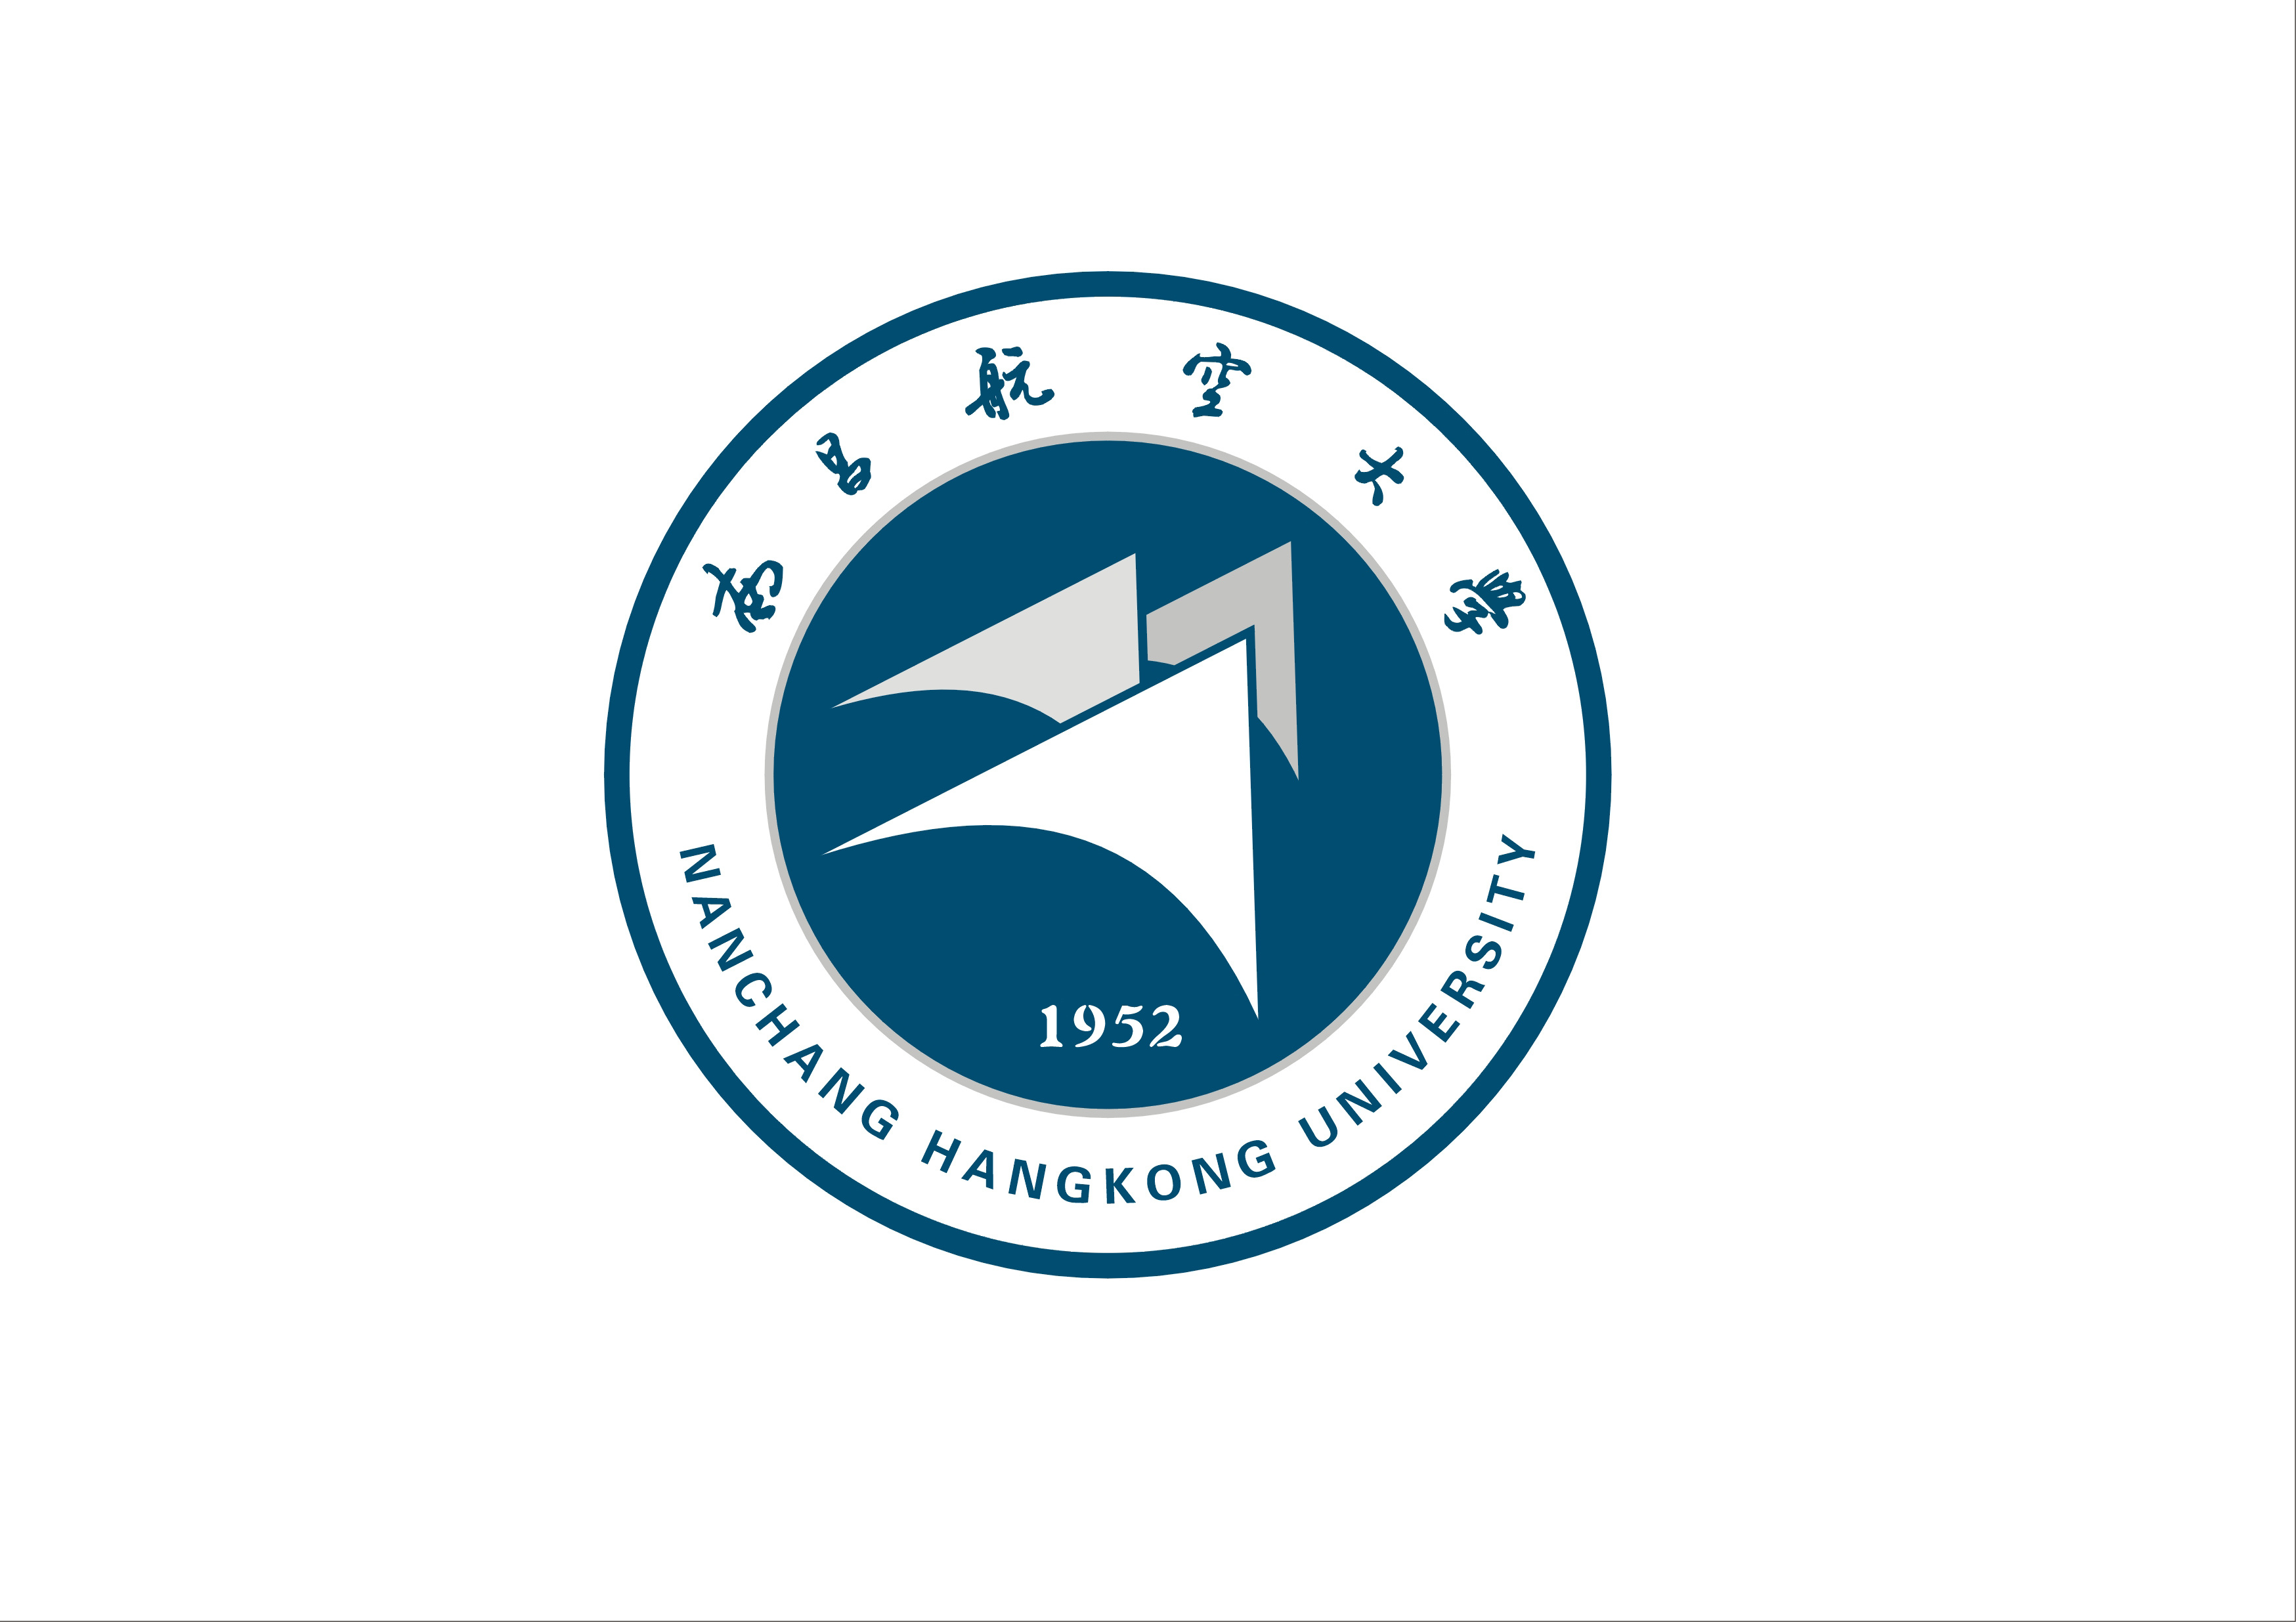 南昌航空大学
1952
NANCHANG HANGKONG UNIVERSITY